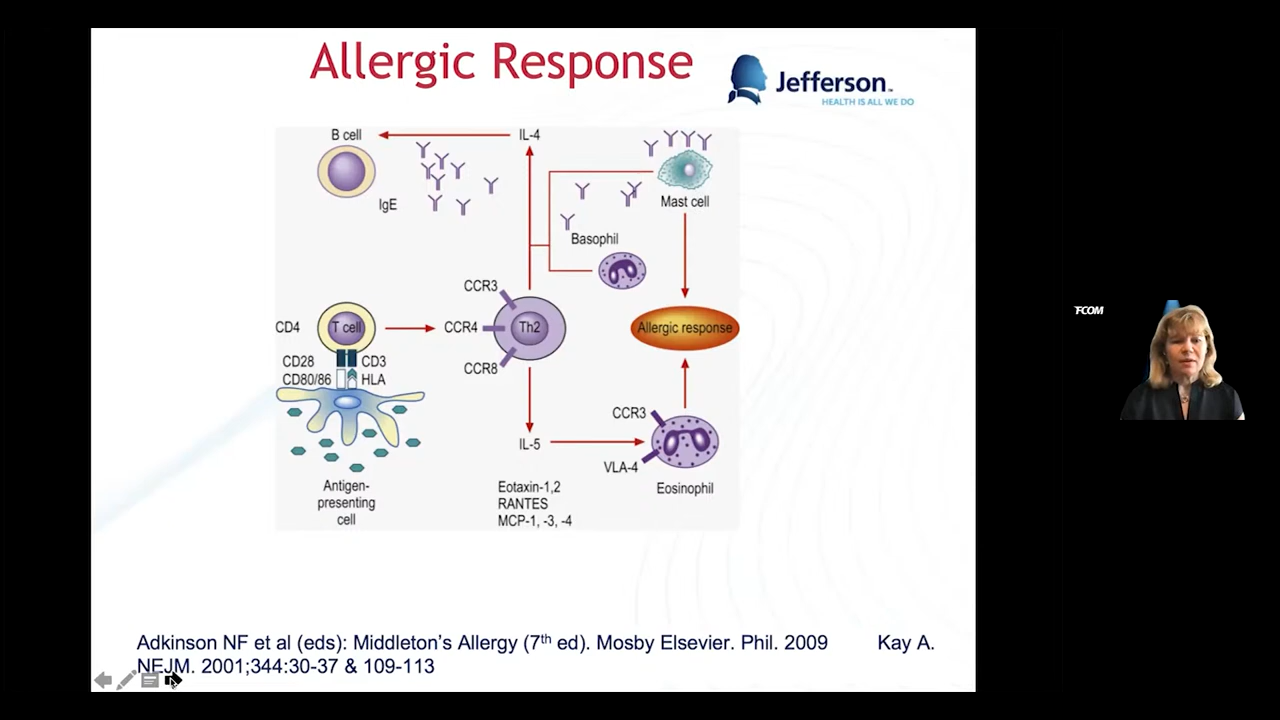 Allergic Response
Jefferson™
HEALTH IS ALL WE DO
B cell
IL-4
IgE
Mast cell
Basophil
CCR3
CD4
T cell
CCR4
Th2
Allergic response
CD28
CD3
CCR8
CD80/86
HLA
CCR3
IL-5
VLA-4
Antigen-
presenting
cell
Eotaxin-1,2
RANTES
MCP-1, -3, -4
Eosinophil
TFCOM
Adkinson NF et al (eds): Middleton's Allergy (7th ed). Mosby Elsevier. Phil. 2009 Kay A.
NEJM. 2001;344:30-37 & 109-113